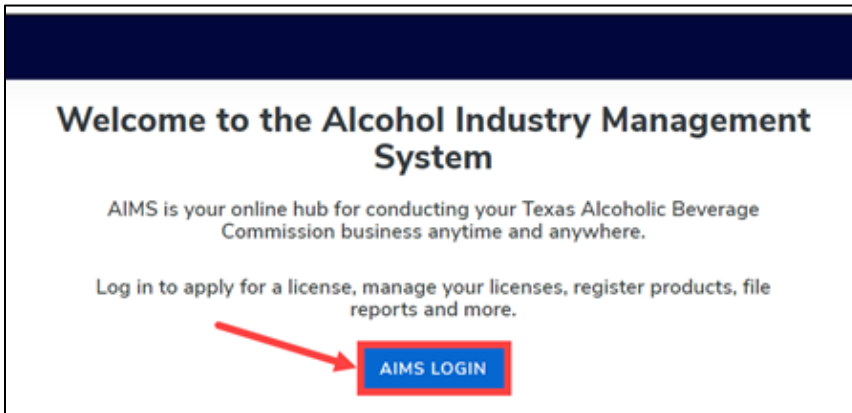 Welcome to the Alcohol Industry Management
System
AIMS is your online hub for conducting your Texas Alcoholic Beverage
Commission business anytime and anywhere.
Log in to apply for a license, manage your licenses, register products, file
reports and more.
AIMS LOGIN